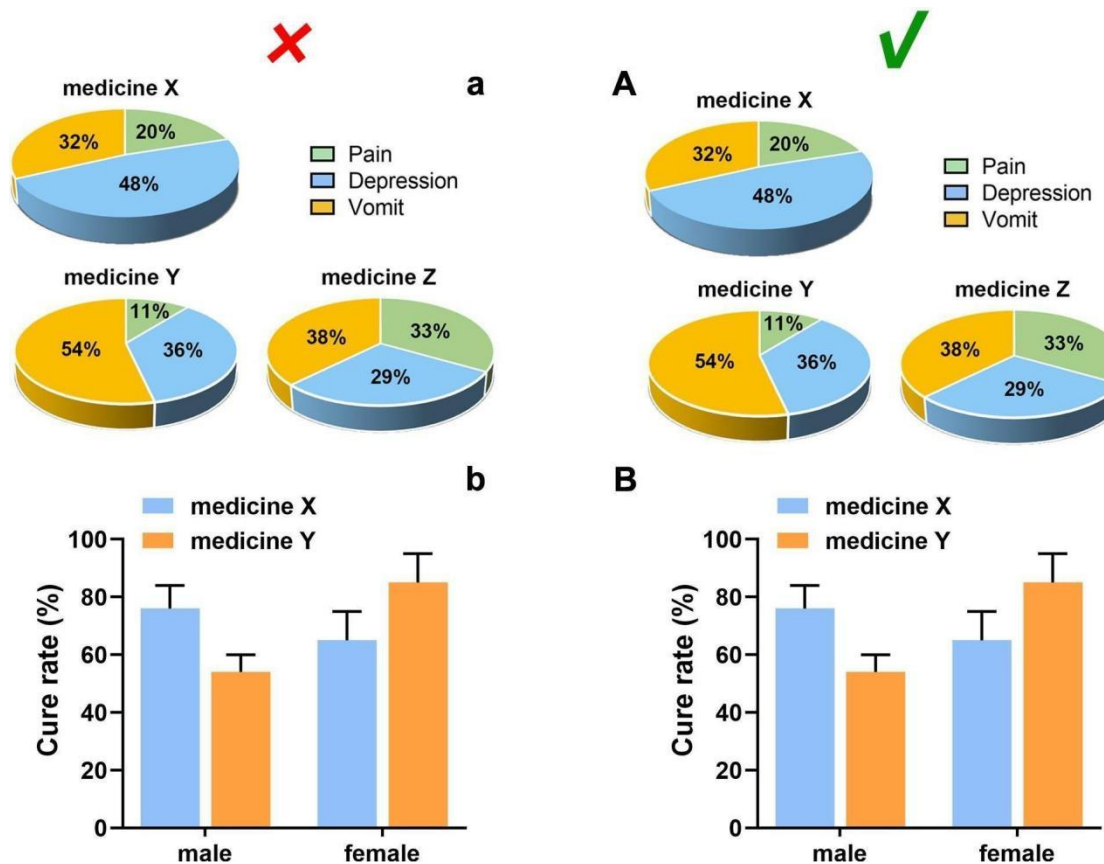 a
medicine X
32%
20%
48%
Pain
Depression
Vomit
medicine Y
11%
54%
36%
medicine Z
38%
33%
29%
b
medicine X
medicine Y
Cure rate (%)
100
80
60
40
20
0
male
female
A
medicine X
32%
20%
48%
Pain
Depression
Vomit
medicine Y
11%
54%
36%
medicine Z
38%
33%
29%
B
medicine X
medicine Y
Cure rate (%)
100
80
60
40
20
0
male
female